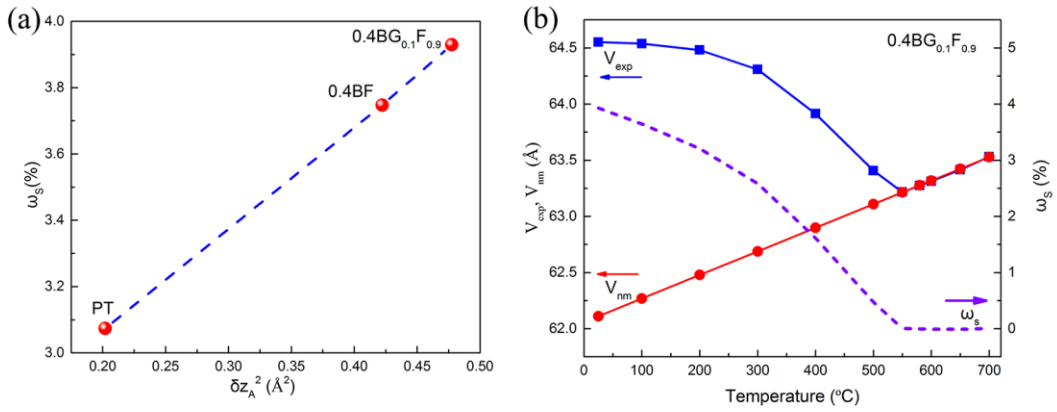 (a)
4.0
3.8
3.6
3.4
3.2
3.0
ωS(%)
0.4BG0.1F0.9
0.4BF
PT
0.20 0.25 0.30 0.35 0.40 0.45 0.50
δzA2 (Å2)
(b)
0.4BG0.1F0.9
64.5
64.0
63.5
63.0
62.5
62.0
Vexp, Vnm (Å)
Vexp
Vnm
ωs
5
4
3
2
1
0
ωS (%)
0 100 200 300 400 500 600 700
Temperature (ºC)